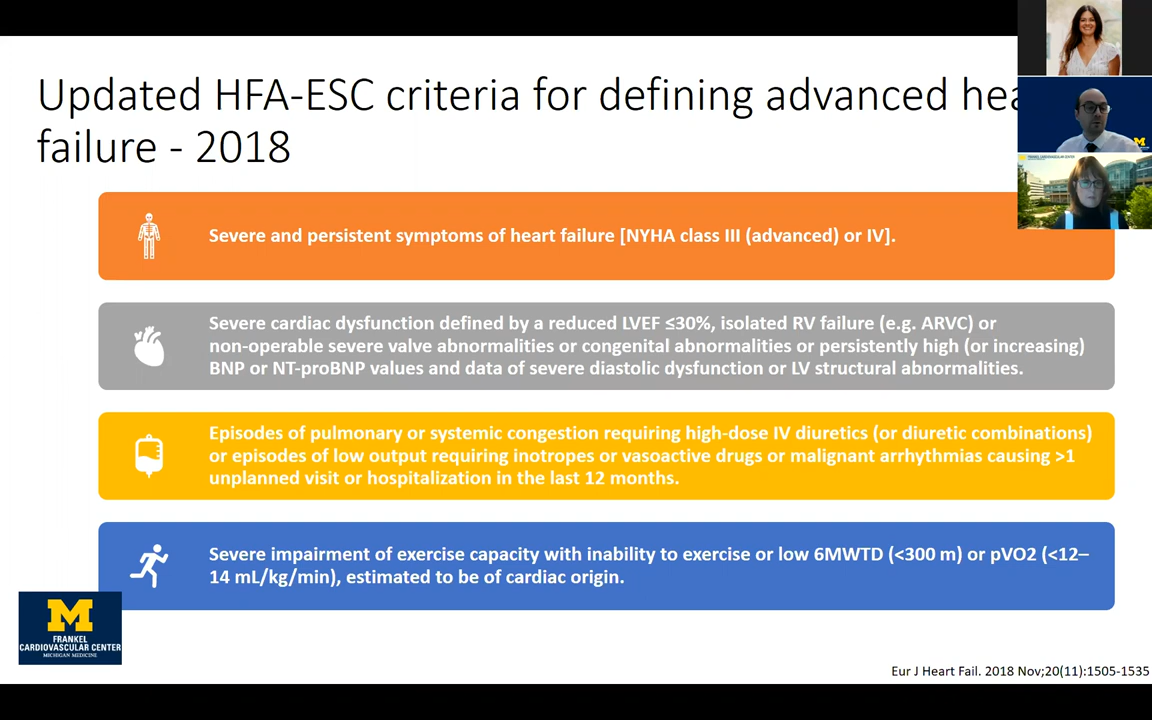 Updated HFA-ESC criteria for defining advanced hea
failure - 2018
Severe and persistent symptoms of heart failure [NYHA class III (advanced) or IV].
Severe cardiac dysfunction defined by a reduced LVEF ≤30%, isolated RV failure (e.g. ARVC) or
non-operable severe valve abnormalities or congenital abnormalities or persistently high (or increasing)
BNP or NT-proBNP values and data of severe diastolic dysfunction or LV structural abnormalities.
Episodes of pulmonary or systemic congestion requiring high-dose IV diuretics (or diuretic combinations)
or episodes of low output requiring inotropes or vasoactive drugs or malignant arrhythmias causing >1
unplanned visit or hospitalization in the last 12 months.
Severe impairment of exercise capacity with inability to exercise or low 6MWTD (<300 m) or pVO2 (<12–
14 mL/kg/min), estimated to be of cardiac origin.
M
FRANKEL
CARDIOVASCULAR CENTER
MICHIGAN MEDICINE
Eur J Heart Fail. 2018 Nov;20(11):1505-1535
M
FRANKEL CARDIOVASCULAR CENTER